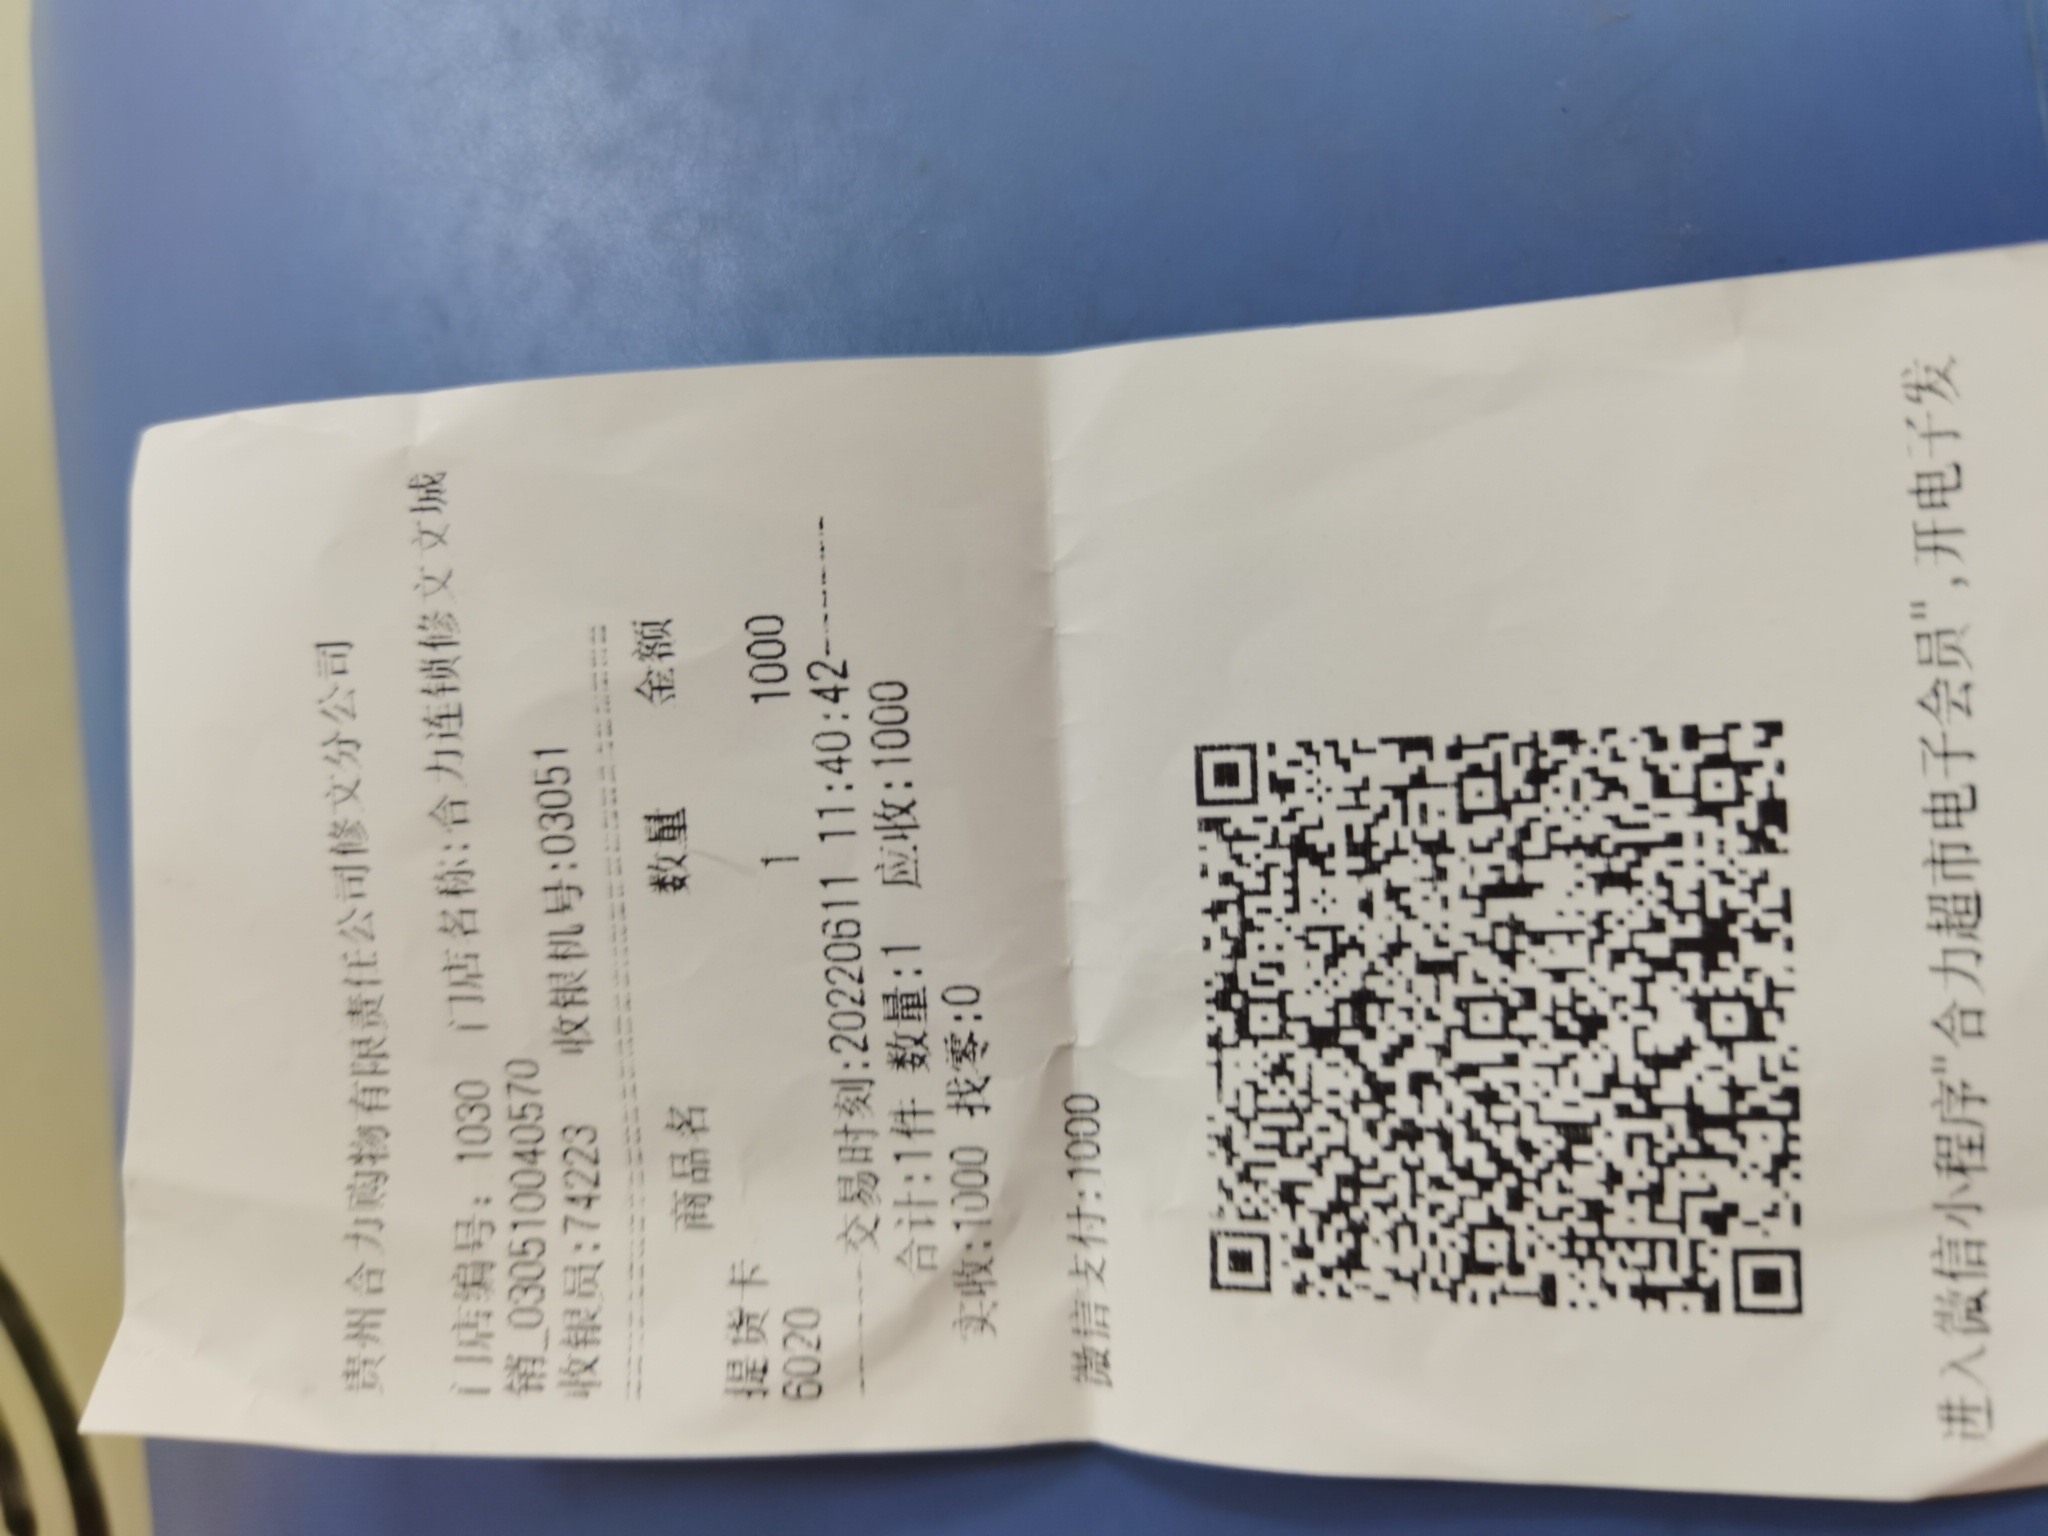 贵州合力购物有限责任公司修文分公司
门店编号: 1030 门店名称:合力连锁修文文城
销_030510040570
收银员:74223 收银机号:03051
商品名 数量 金额
提货卡
6020 1 1000
-----交易时刻:20220611 11:40:42------
合计:1件 数量:1 应收:1000
实收:1000 找零:0
微信支付:1000
进入微信小程序"合力超市电子会员",开电子发